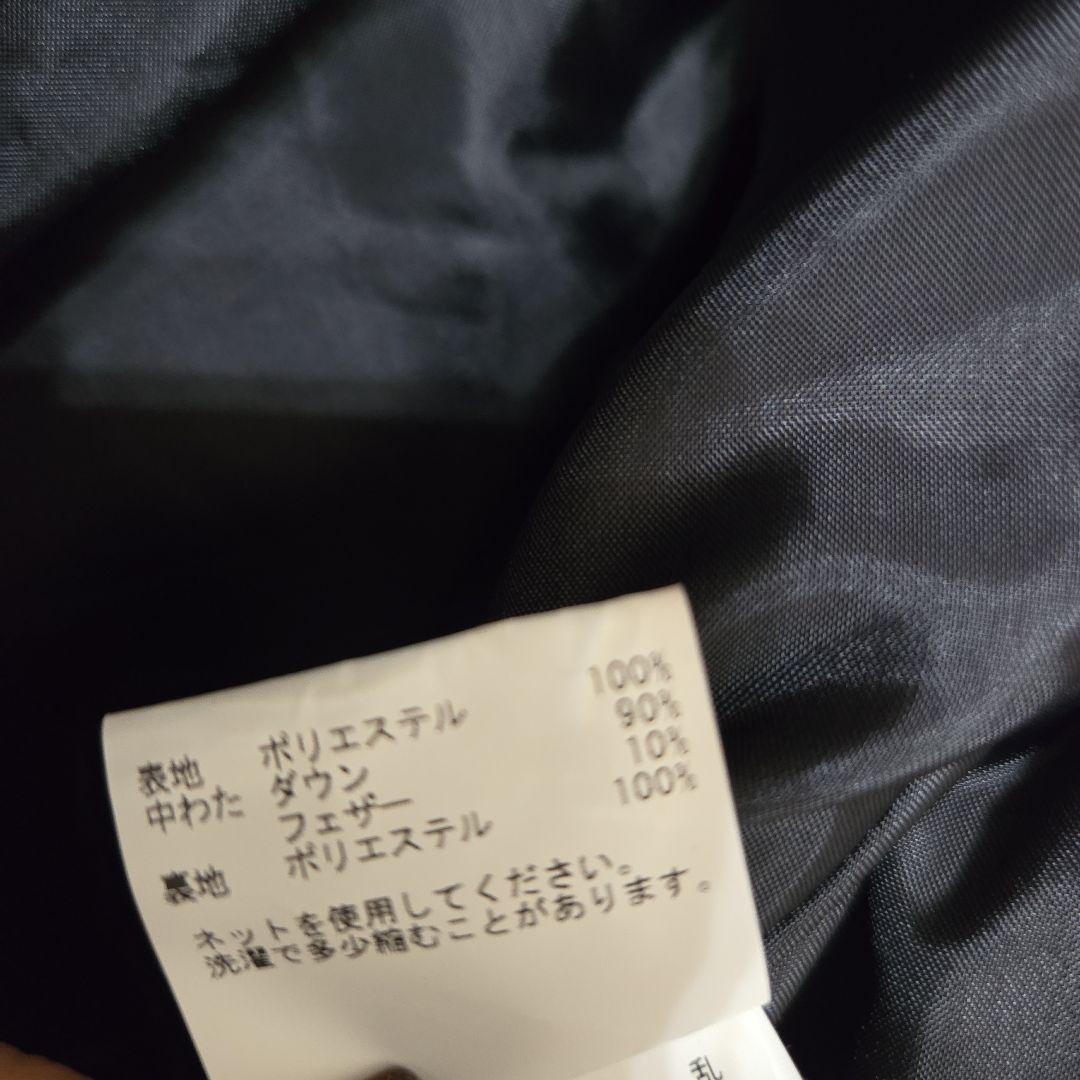 表地 ポリエステル 100%
中わた ダウン 90%
フェザー 10%
裏地 ポリエステル 100%
ネットを使用してください。
洗濯で多少縮むことがあります。
乱